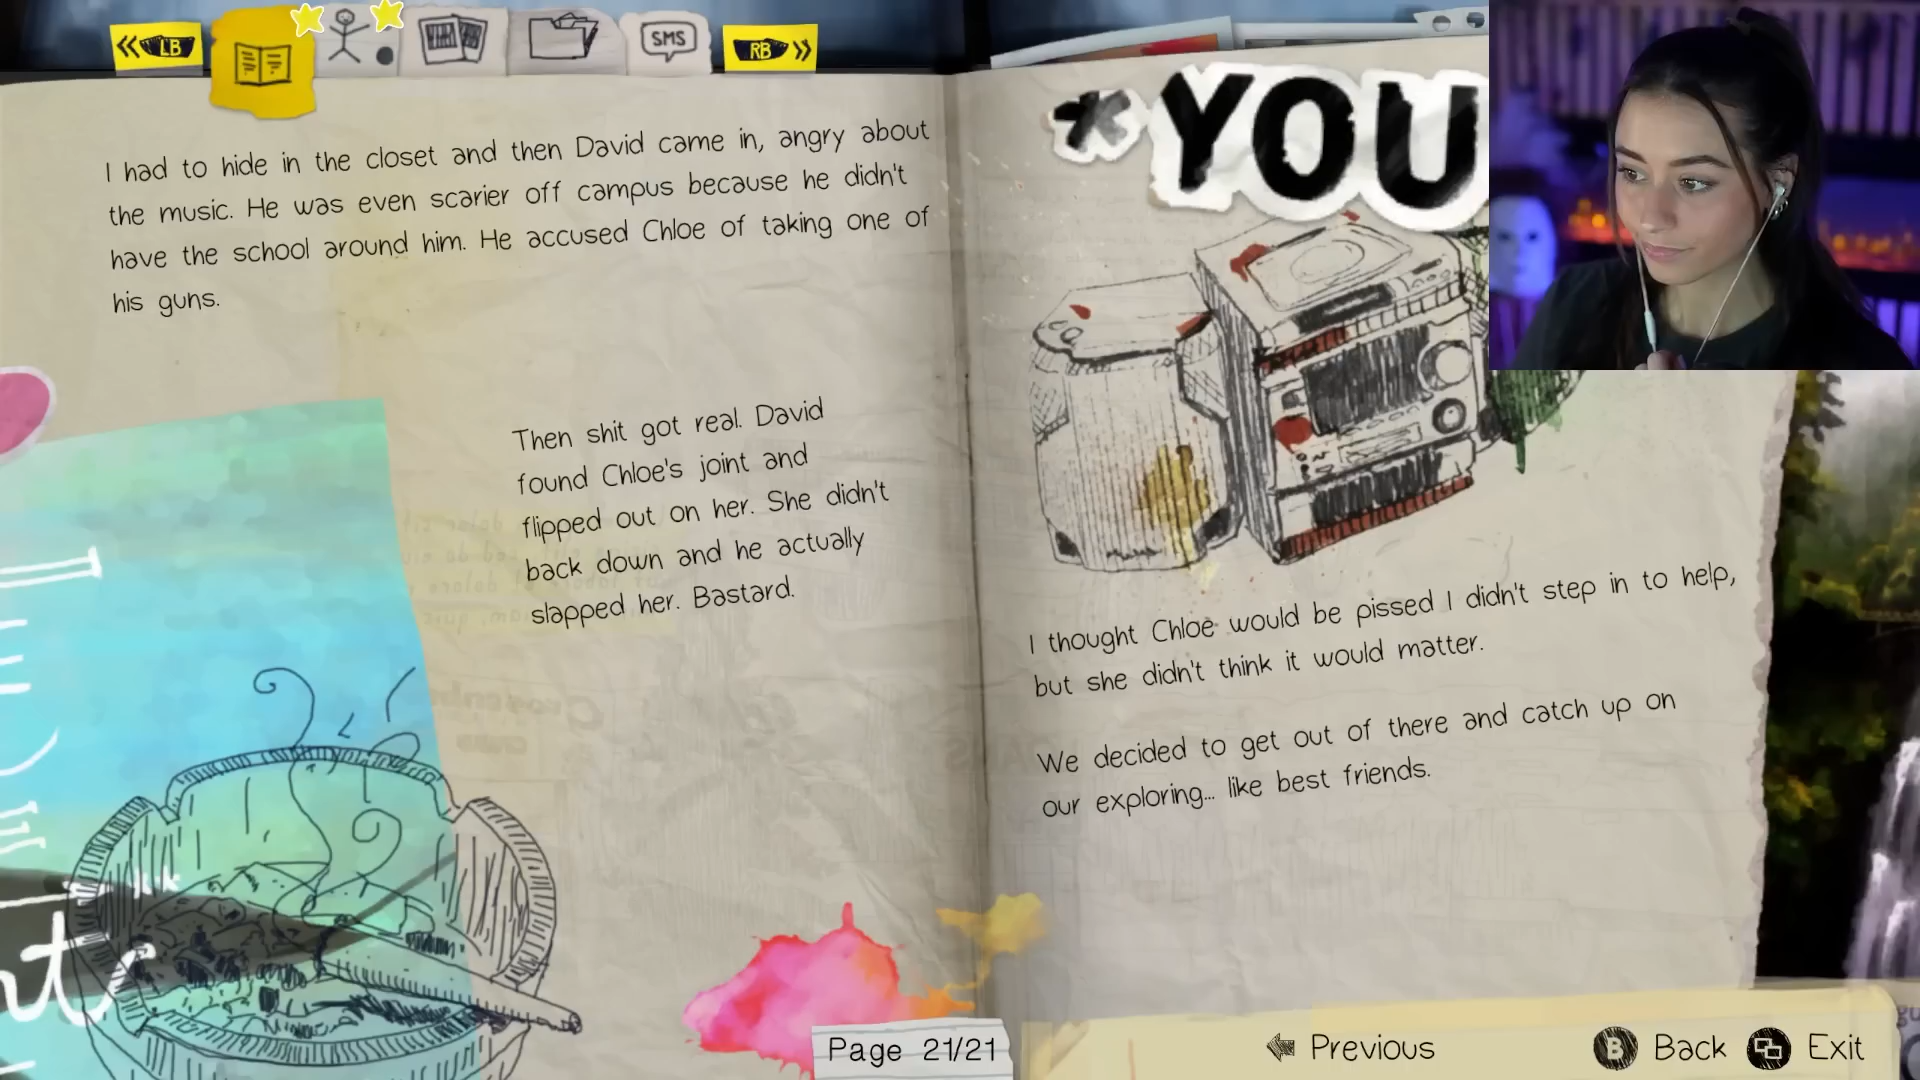 LB
SMS
RB
I had to hide in the closet and then David came in, angry about
the music. He was even scarier off campus because he didn't
have the school around him. He accused Chloe of taking one of
his guns.
Then shit got real. David
found Chloe's joint and
flipped out on her. She didn't
back down and he actually
slapped her. Bastard.
*YOU
I thought Chloe would be pissed I didn't step in to help,
but she didn't think it would matter.
We decided to get out of there and catch up on
our exploring... like best friends.
Page 21/21
Previous
B Back
Exit